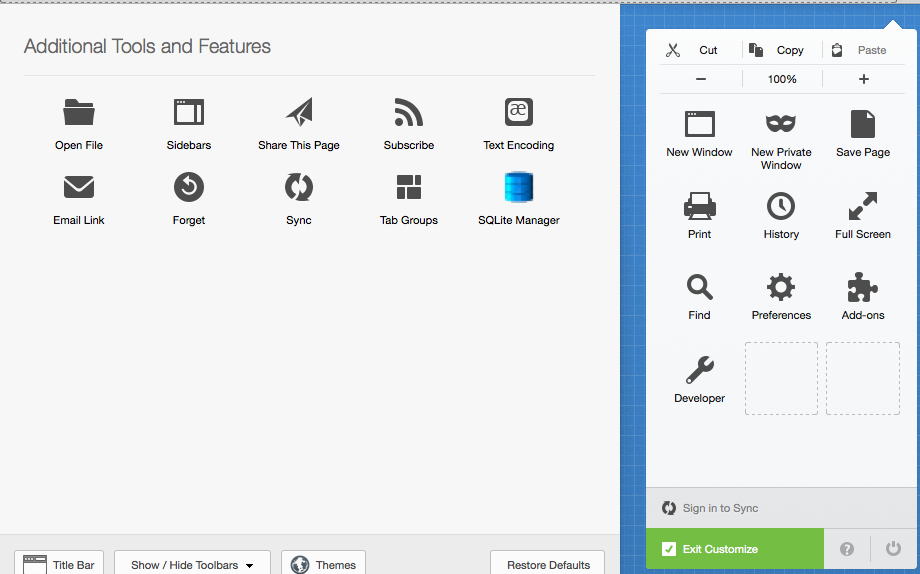 Additional Tools and Features
Open File
Sidebars
Share This Page
Subscribe
æ
Text Encoding
Email Link
Forget
Sync
Tab Groups
SQLite Manager
Title Bar
Show / Hide Toolbars
Themes
Restore Defaults
Cut
Copy
Paste
− 100% +
New Window
New Private
Window
Save Page
Print
History
Full Screen
Find
Preferences
Add-ons
Developer
Sign in to Sync
Exit Customize
?